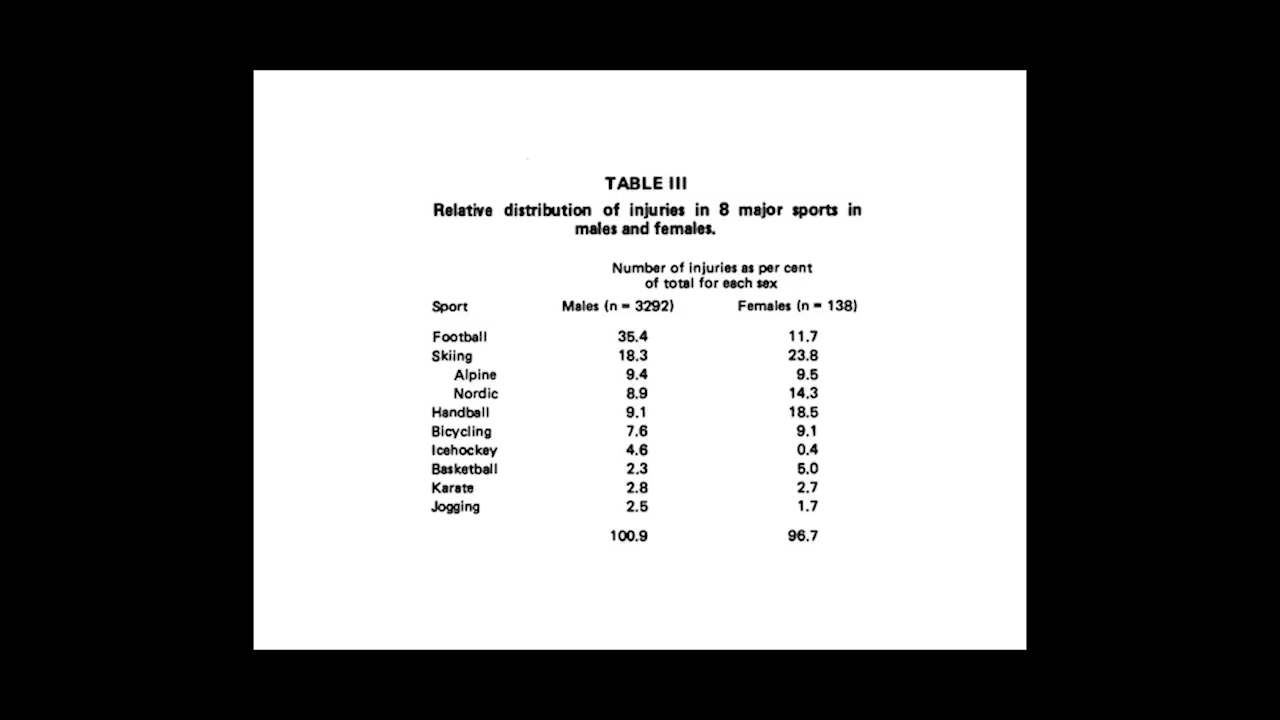 TABLE III
Relative distribution of injuries in 8 major sports in
males and females.
Number of injuries as per cent
of total for each sex
Sport Males (n = 3292) Females (n = 138)
Football 35.4 11.7
Skiing 18.3 23.8
Alpine 9.4 9.5
Nordic 8.9 14.3
Handball 9.1 18.5
Bicycling 7.6 9.1
Icehockey 4.6 0.4
Basketball 2.3 5.0
Karate 2.8 2.7
Jogging 2.5 1.7
100.9 96.7